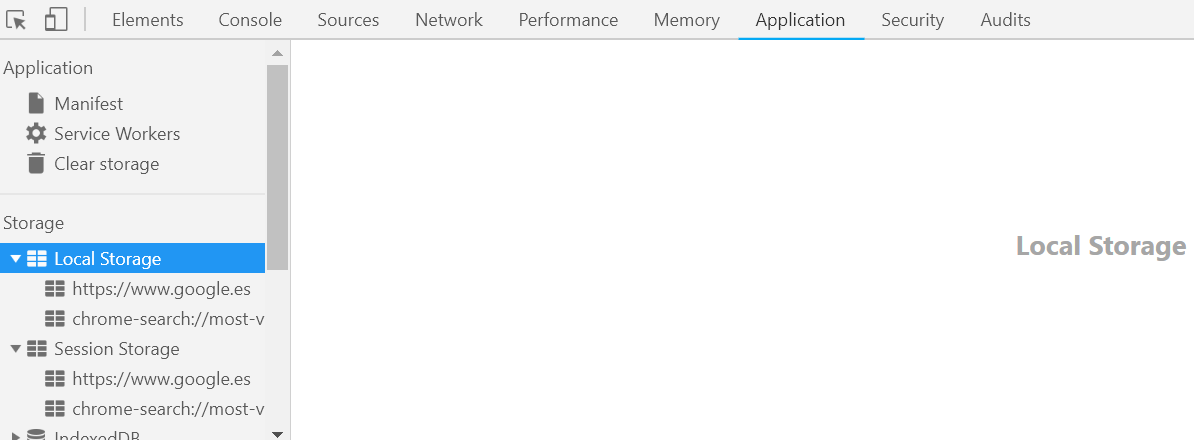 Elements Console Sources Network Performance Memory Application Security Audits
Application
Manifest
Service Workers
Clear storage
Storage
Local Storage
https://www.google.es
chrome-search://most-v
Session Storage
https://www.google.es
chrome-search://most-v
IndexedDB
Local Storage